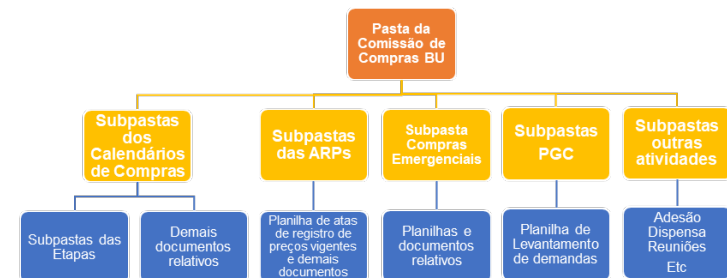 Pasta da
Comissão de
Compras BU
Subpastas
dos
Calendários
de Compras
Subpastas
das ARPs
Subpasta
Compras
Emergenciais
Subpastas
PGC
Subpastas
outras
atividades
Subpastas das
Etapas
Demais
documentos
relativos
Planilha de atas
de registro de
preços vigentes
e demais
documentos
Planilhas e
documentos
relativos
Planilha de
Levantamento
de demandas
Adesão
Dispensa
Reuniões
Etc